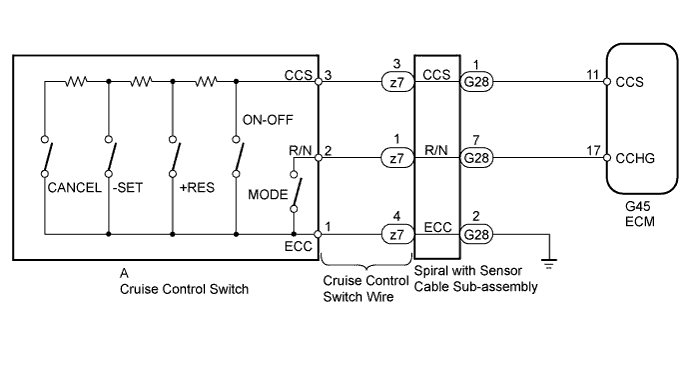 CCS 3 3 z7 CCS 1 G28 11 CCS
ON-OFF
R/N 2 1 z7 R/N 7 G28 17 CCHG
CANCEL -SET +RES MODE
ECC 1 4 z7 ECC 2 G28
G45
ECM
A
Cruise Control Switch
Cruise Control
Switch Wire
Spiral with Sensor
Cable Sub-assembly